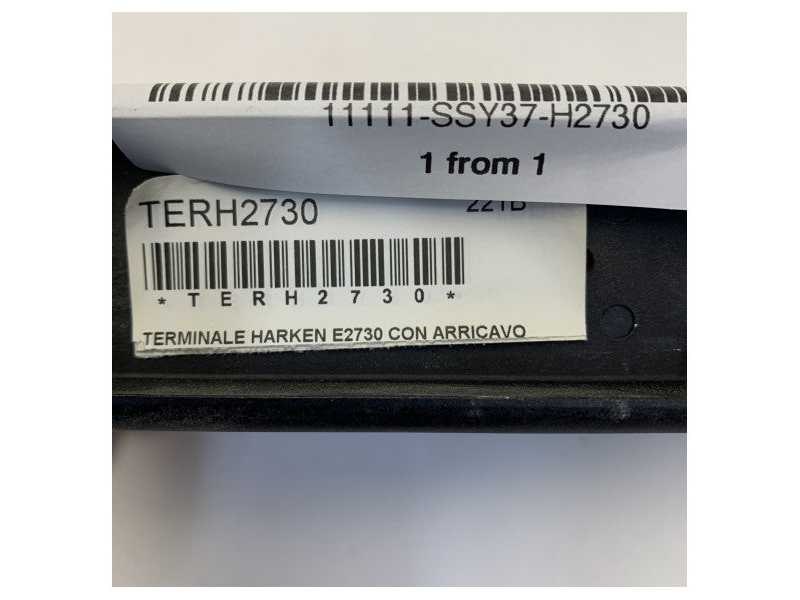 11111-SSY37-H2730
1 from 1
TERH2730 221B
*TERH2730*
TERMINALE HARKEN E2730 CON ARRICAVO